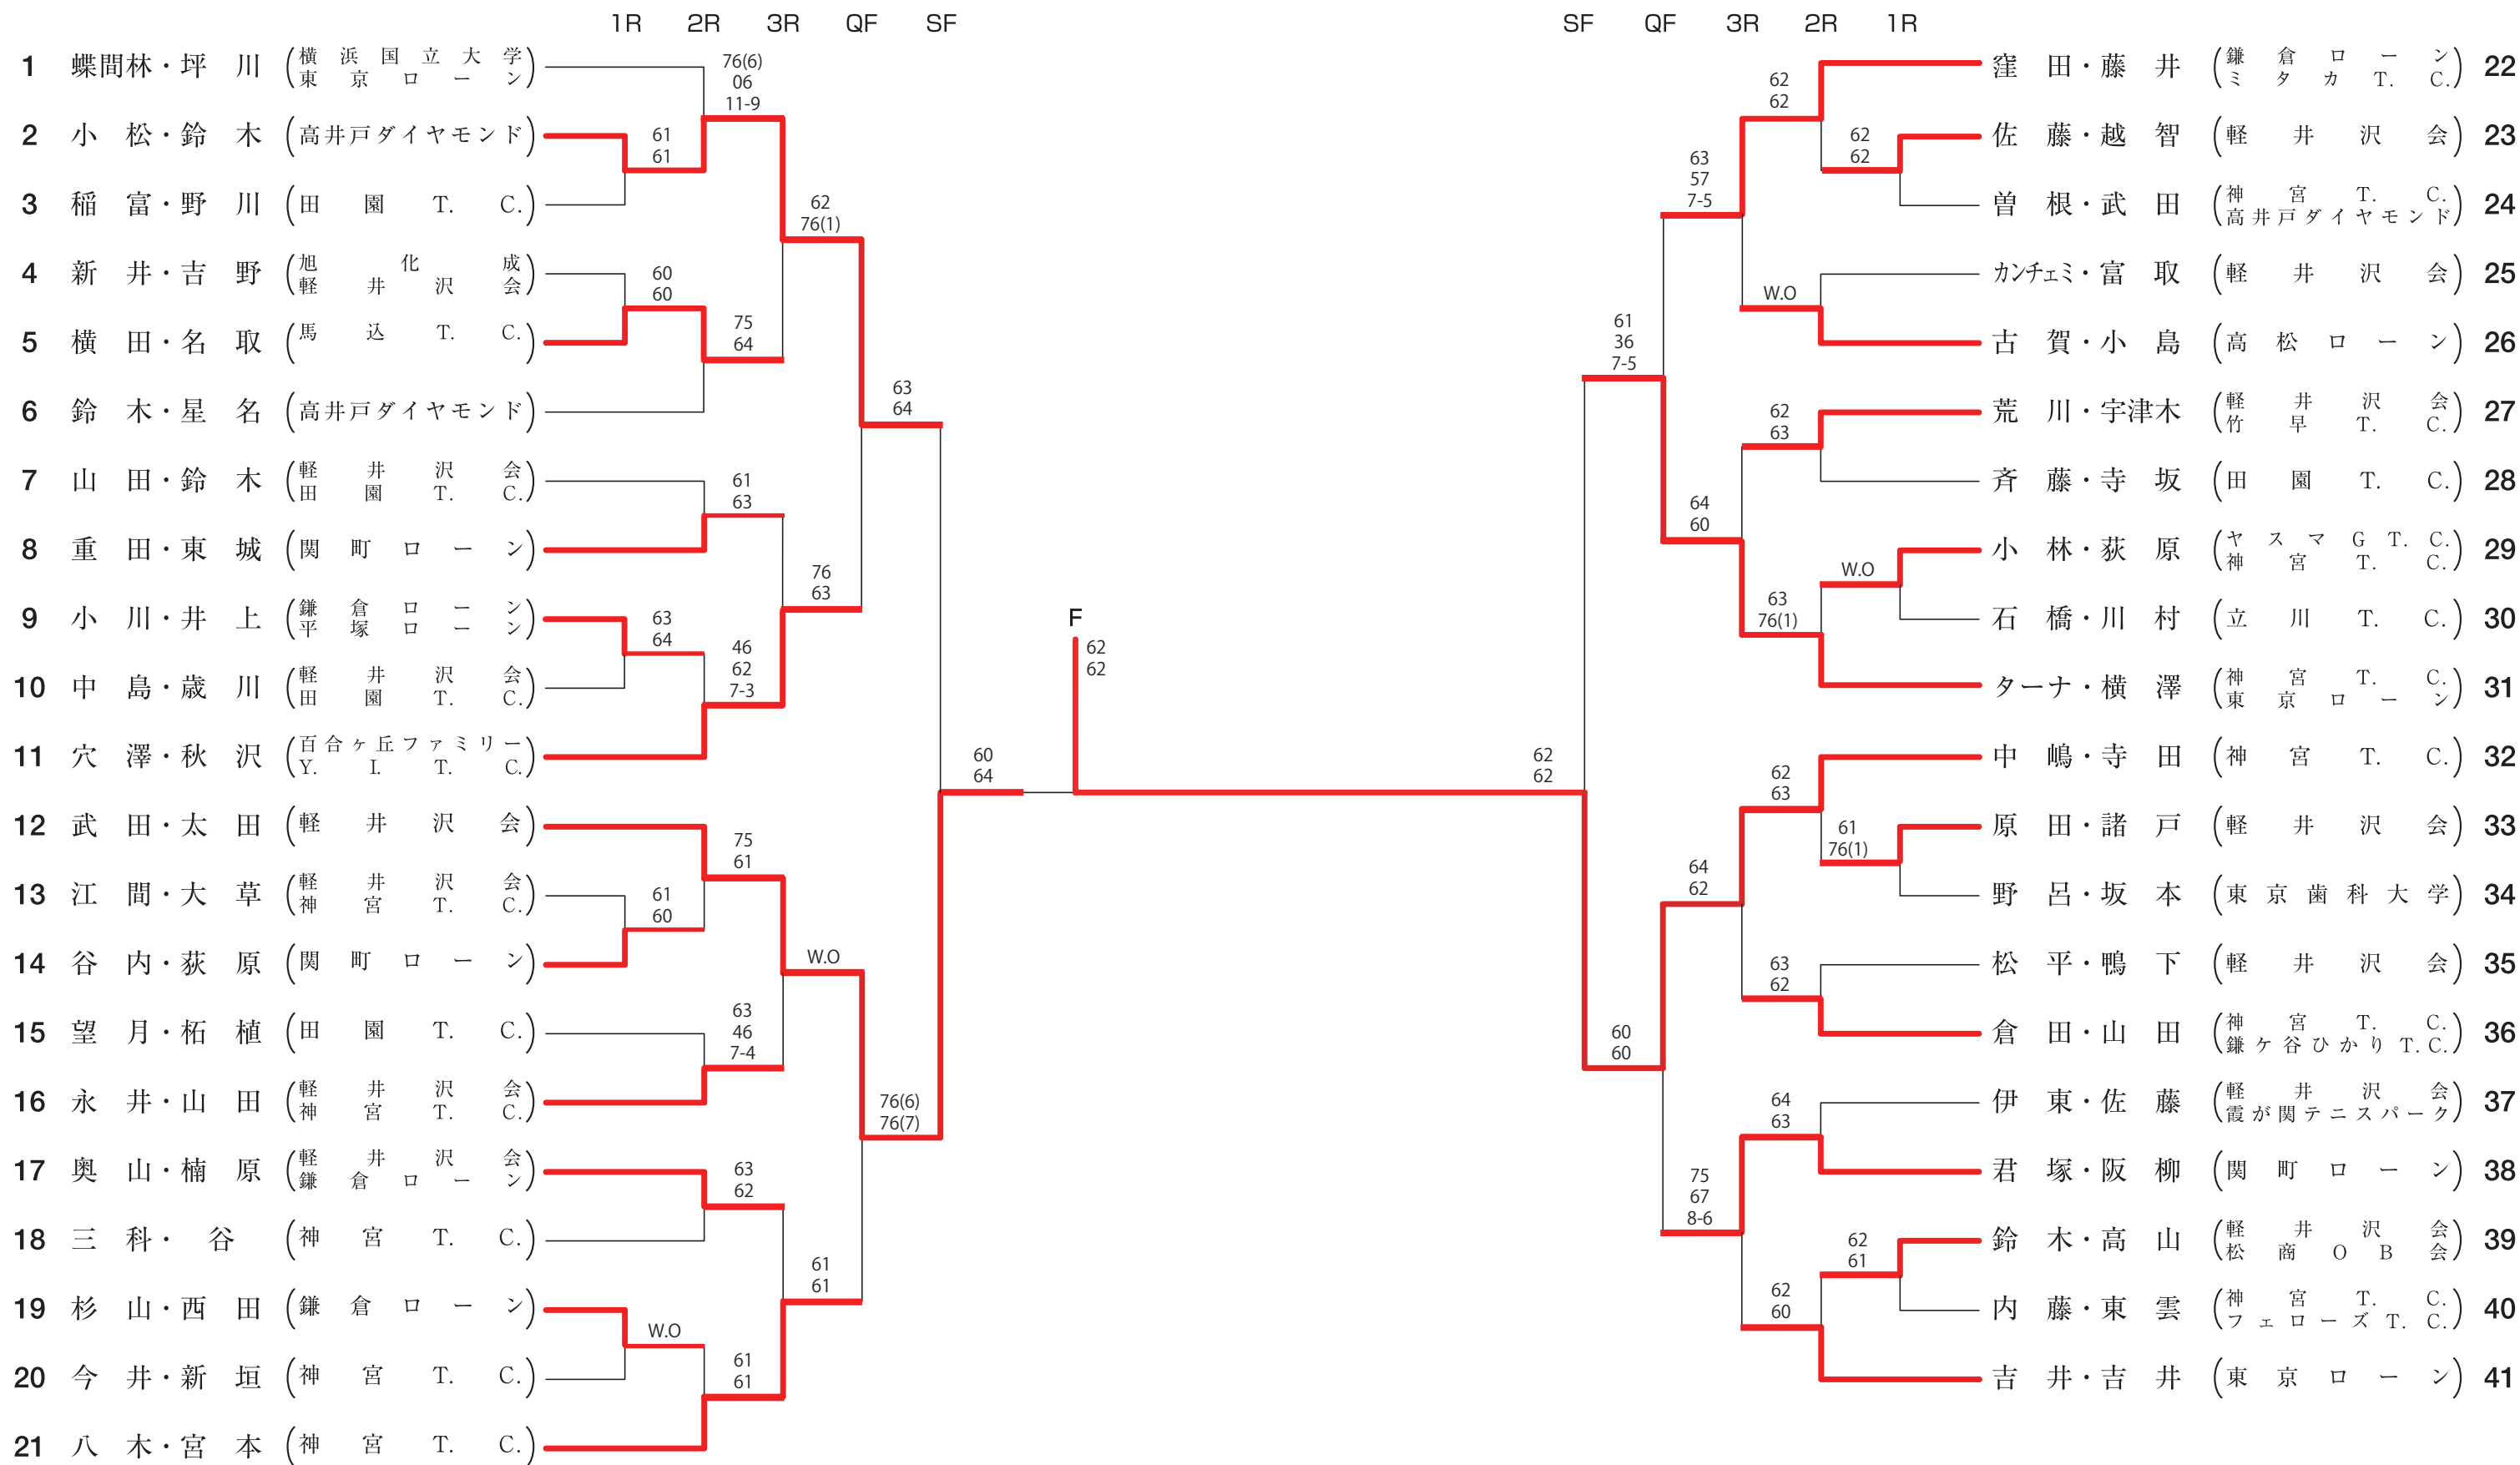 1R 2R 3R QF SF
1 蝶間林・坪川 (横浜国立大学
東京ローン)
2 小松・鈴木 (高井戸ダイヤモンド)
3 稲富・野川 (田園T.C.)
4 新井・吉野 (旭化成
軽井沢会)
5 横田・名取 (馬込T.C.)
6 鈴木・星名 (高井戸ダイヤモンド)
7 山田・鈴木 (軽井沢会
田園T.C.)
8 重田・東城 (関町ローン)
9 小川・井上 (鎌倉ローン
平塚ローン)
10 中島・歳川 (軽井沢会
田園T.C.)
11 穴澤・秋沢 (百合ヶ丘ファミリー
Y.I.T.C.)
12 武田・太田 (軽井沢会)
13 江間・大草 (軽井沢会
神宮T.C.)
14 谷内・荻原 (関町ローン)
15 望月・柘植 (田園T.C.)
16 永井・山田 (軽井沢会
神宮T.C.)
17 奥山・楠原 (軽井沢会
鎌倉ローン)
18 三科・谷 (神宮T.C.)
19 杉山・西田 (鎌倉ローン)
20 今井・新垣 (神宮T.C.)
21 八木・宮本 (神宮T.C.)
61
61
60
60
63
64
61
60
W.O
76(6)
06
11-9
75
64
61
63
46
62
7-3
75
61
63
46
7-4
63
62
61
61
62
76(1)
76
63
W.O
61
61
63
64
76(6)
76(7)
60
64
F
62
62
SF QF 3R 2R 1R
62
62
61
36
7-5
60
60
63
57
7-5
64
60
64
62
75
67
8-6
62
62
W.O
62
63
63
76(1)
62
63
63
62
64
63
62
60
62
62
W.O
61
76(1)
62
61
窪田・藤井 (鎌倉ローン
ミタカT.C.) 22
佐藤・越智 (軽井沢会) 23
曽根・武田 (神宮T.C.
高井戸ダイヤモンド) 24
カンチェミ・富取 (軽井沢会) 25
古賀・小島 (高松ローン) 26
荒川・宇津木 (軽井沢会
竹早T.C.) 27
斉藤・寺坂 (田園T.C.) 28
小林・荻原 (ヤスマGT.C.
神宮T.C.) 29
石橋・川村 (立川T.C.) 30
ターナ・横澤 (神宮T.C.
東京ローン) 31
中嶋・寺田 (神宮T.C.) 32
原田・諸戸 (軽井沢会) 33
野呂・坂本 (東京歯科大学) 34
松平・鴨下 (軽井沢会) 35
倉田・山田 (神宮T.C.
鎌ケ谷ひかりT.C.) 36
伊東・佐藤 (軽井沢会
霞が関テニスパーク) 37
君塚・阪柳 (関町ローン) 38
鈴木・高山 (軽井沢会
松商OB会) 39
内藤・東雲 (神宮T.C.
フェローズT.C.) 40
吉井・吉井 (東京ローン) 41